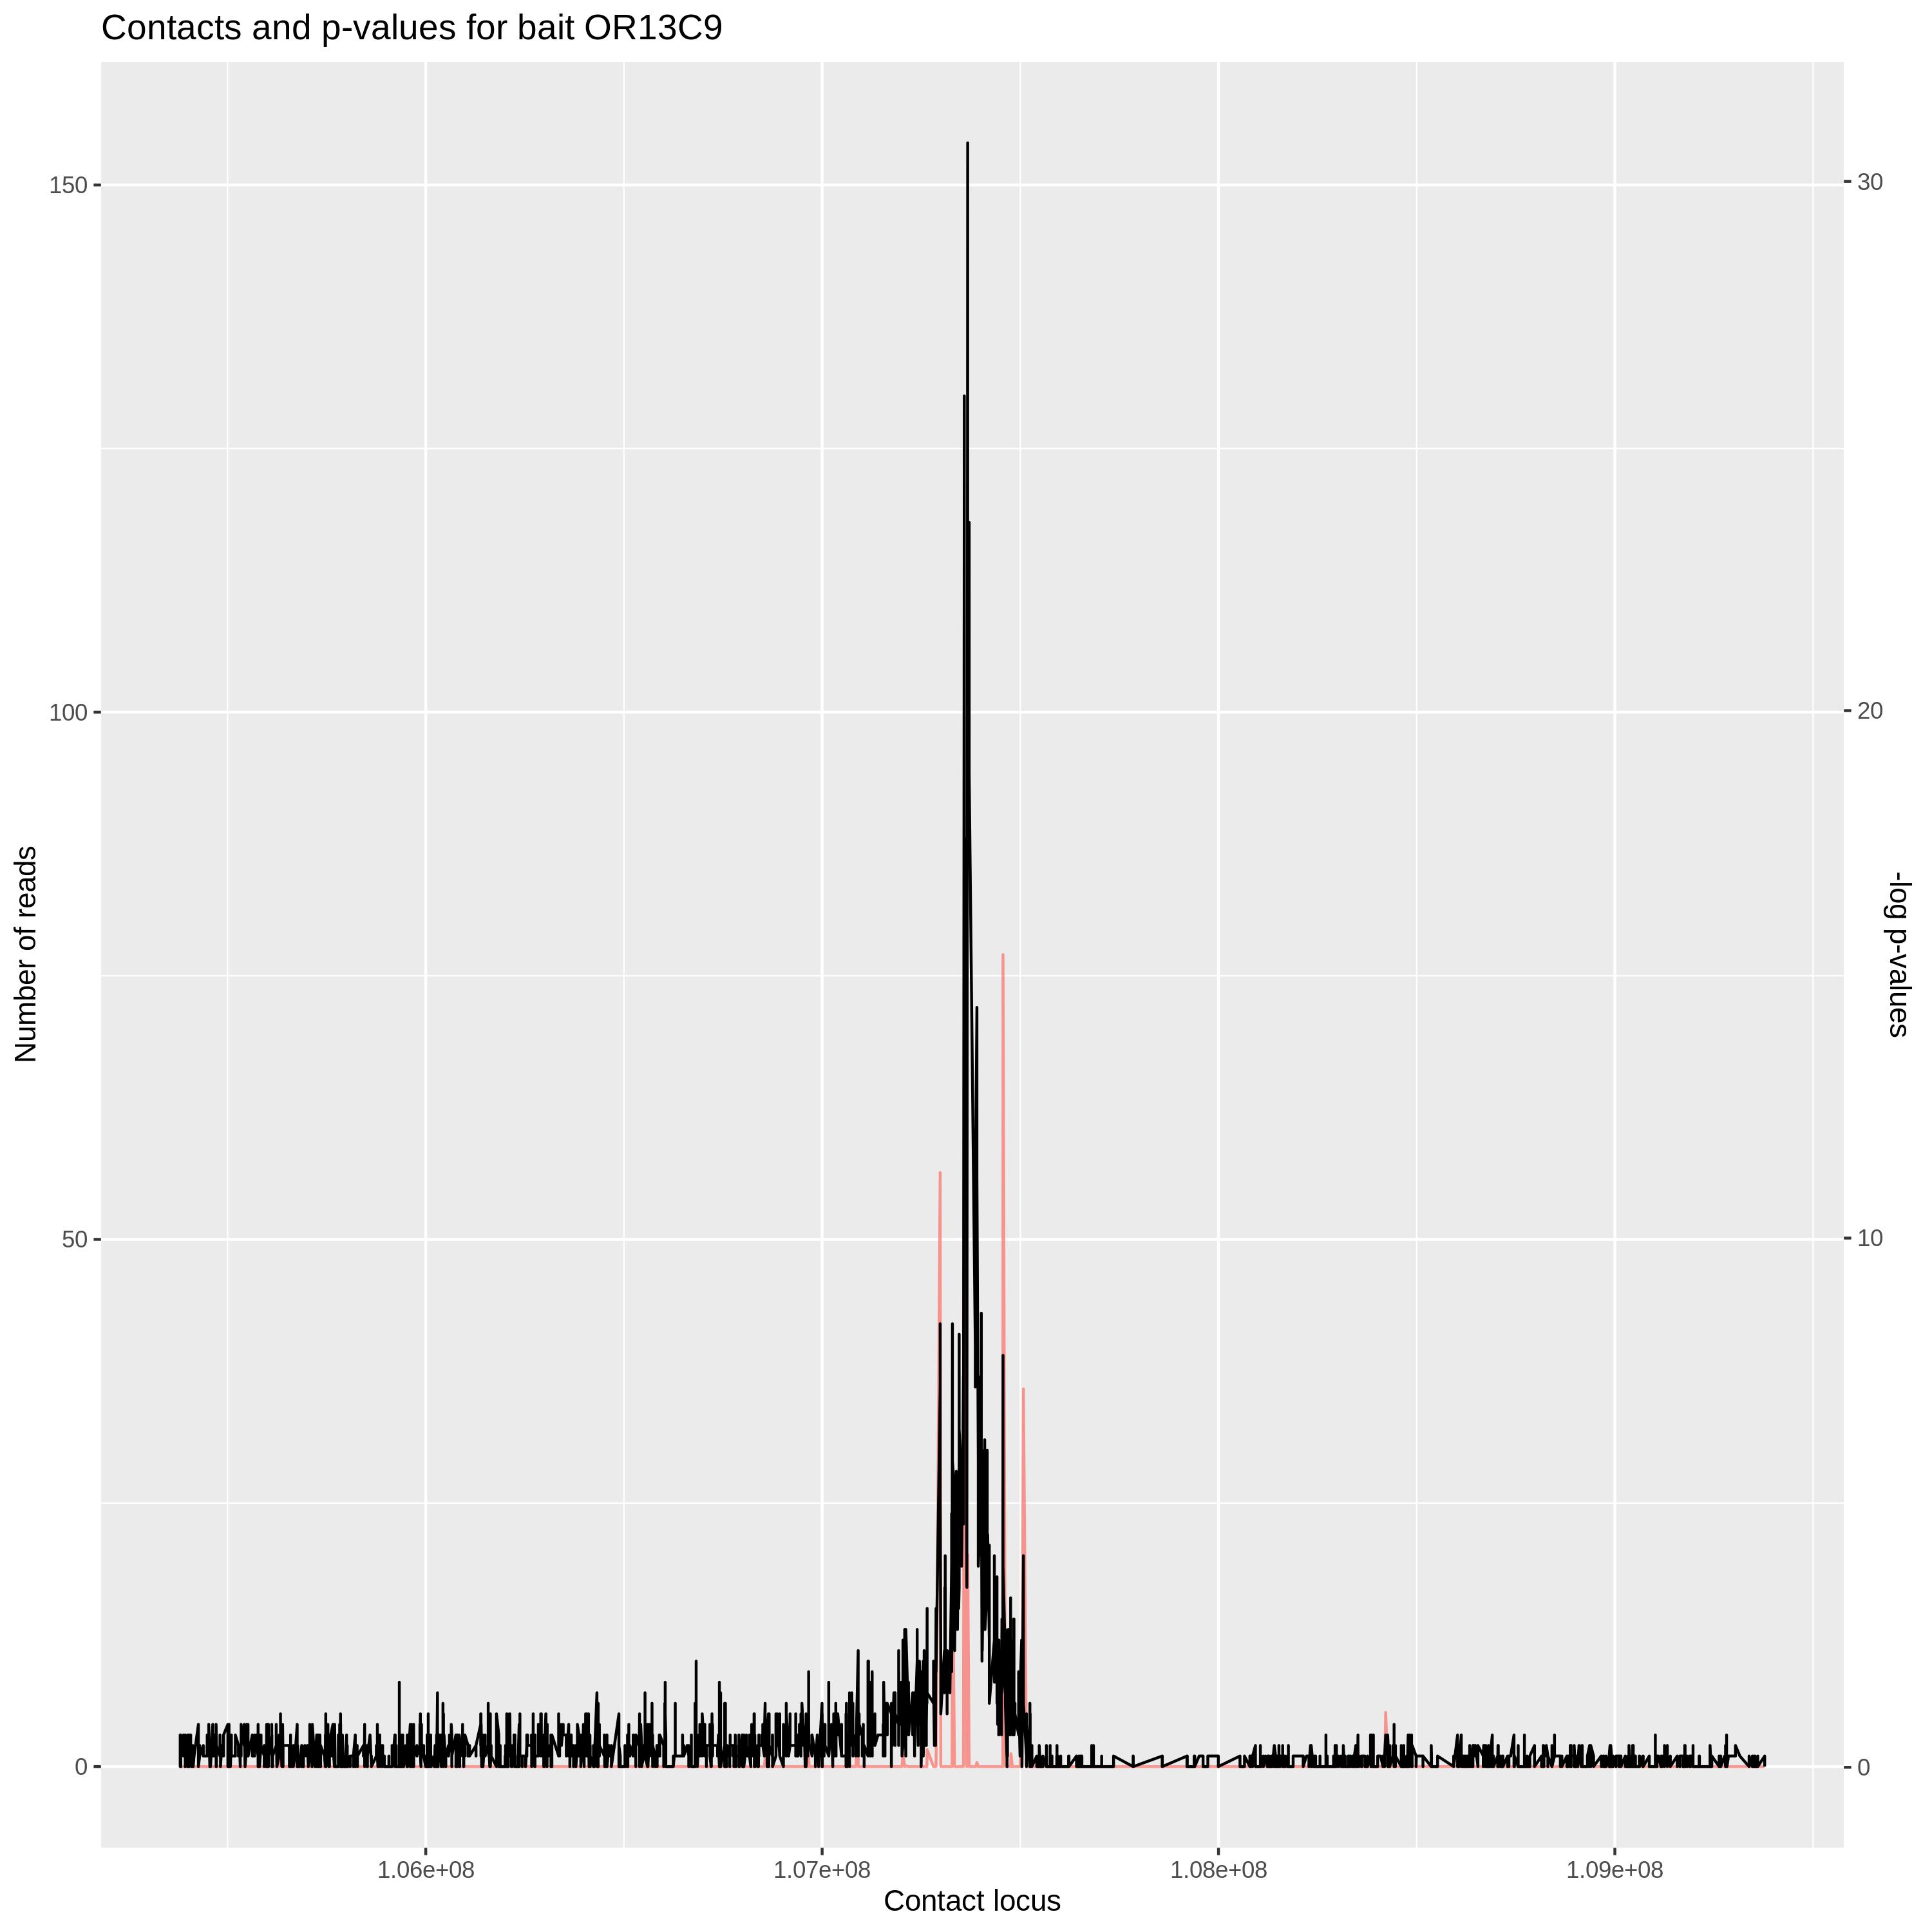 Contacts and p-values for bait OR13C9
150
100
50
0
30
20
10
0
Number of reads
-log p-values
1.06e+08
1.07e+08
1.08e+08
1.09e+08
Contact locus